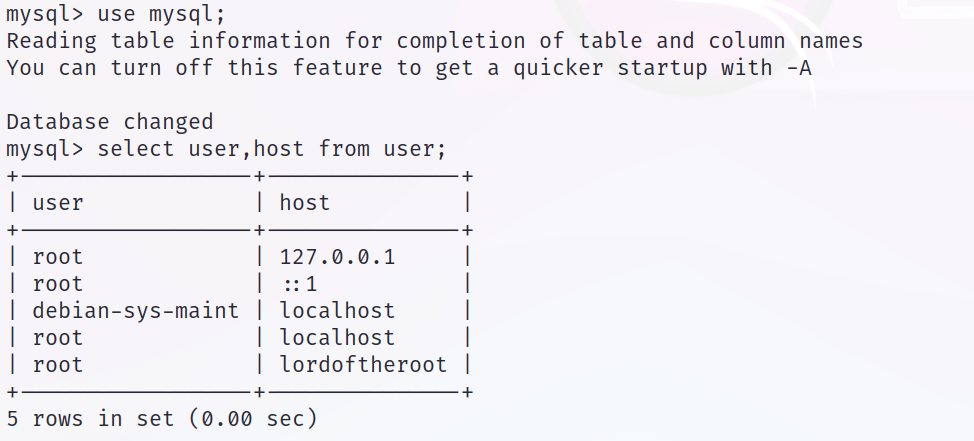 mysql> use mysql;
Reading table information for completion of table and column names
You can turn off this feature to get a quicker startup with -A
Database changed
mysql> select user,host from user;
+------------------+---------------+
| user             | host          |
+------------------+---------------+
| root             | 127.0.0.1     |
| root             | ::1           |
| debian-sys-maint | localhost     |
| root             | localhost     |
| root             | lordoftheroot |
+------------------+---------------+
5 rows in set (0.00 sec)